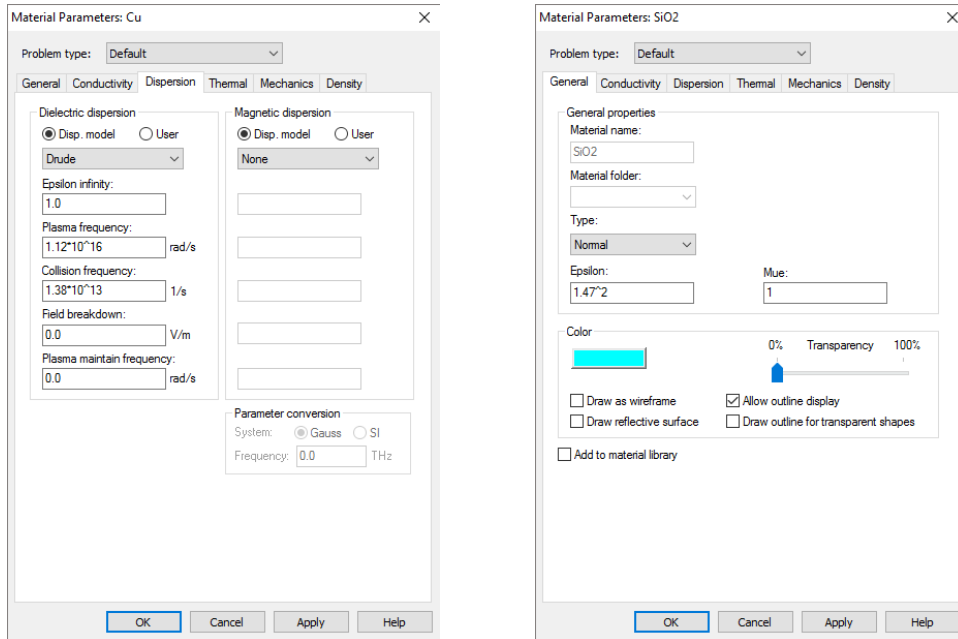 Material Parameters: Cu
Problem type: Default
General Conductivity Dispersion Thermal Mechanics Density
Dielectric dispersion
Disp. model User
Drude
Epsilon infinity:
1.0
Plasma frequency:
1.12*10^16 rad/s
Collision frequency:
1.38*10^13 1/s
Field breakdown:
0.0 V/m
Plasma maintain frequency:
0.0 rad/s
Magnetic dispersion
Disp. model User
None
Parameter conversion
System: Gauss SI
Frequency: 0.0 THz
OK Cancel Apply Help
Material Parameters: SiO2
Problem type: Default
General Conductivity Dispersion Thermal Mechanics Density
General properties
Material name:
SiO2
Material folder:
Type:
Normal
Epsilon: Mue:
1.47^2 1
Color
0% Transparency 100%
Draw as wireframe Allow outline display
Draw reflective surface Draw outline for transparent shapes
Add to material library
OK Cancel Apply Help